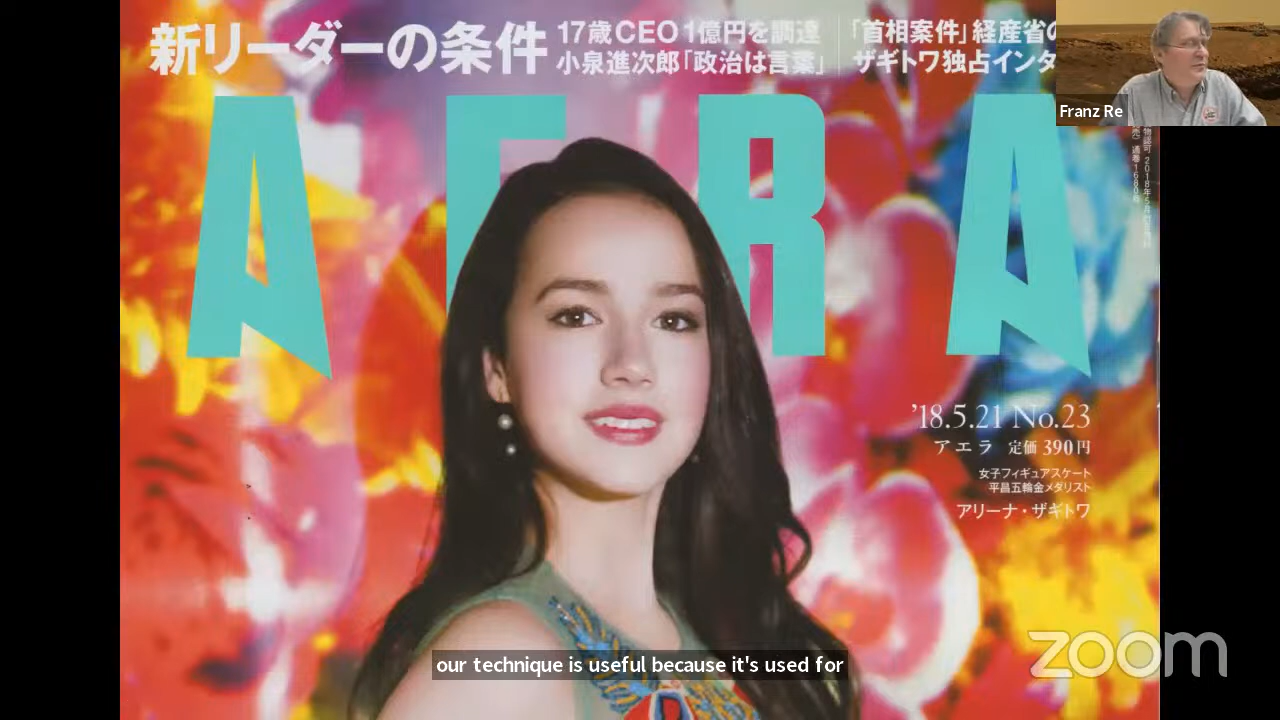 新リーダーの条件
17歳CEO 1億円を調達
小泉進次郎「政治は言葉」
「首相案件」経産省の
ザギトワ独占インタ
AERA
Franz Re
'18.5.21 No.23
アエラ 定価 390円
女子フィギュアスケート
平昌五輪金メダリスト
アリーナ・ザギトワ
our technique is useful because it's used for
zoom